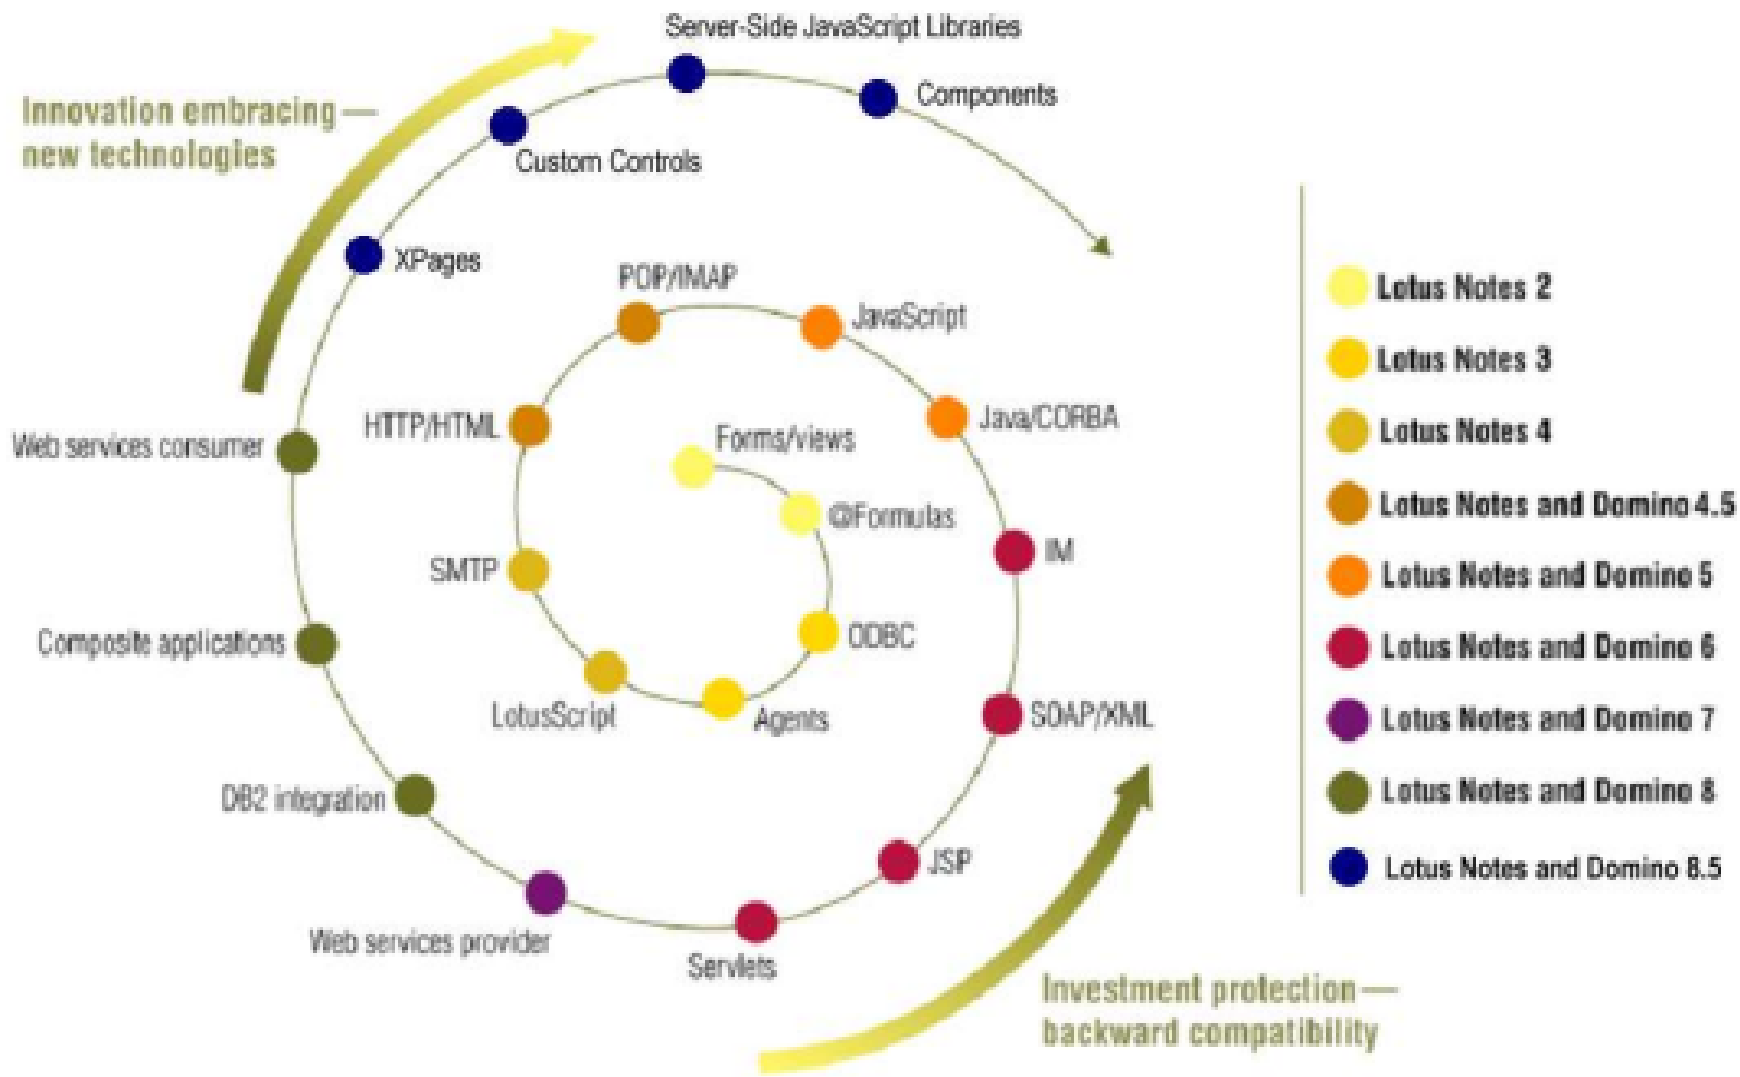 Server-Side JavaScript Libraries
Components
Innovation embracing—
new technologies
Custom Controls
XPages
POP/IMAP
JavaScript
HTTP/HTML
Java/CORBA
Forms/views
Web services consumer
@Formulas
IM
SMTP
ODBC
Composite applications
LotusScript
Agents
SOAP/XML
DB2 integration
JSP
Web services provider
Servlets
Investment protection—
backward compatibility
Lotus Notes 2
Lotus Notes 3
Lotus Notes 4
Lotus Notes and Domino 4.5
Lotus Notes and Domino 5
Lotus Notes and Domino 6
Lotus Notes and Domino 7
Lotus Notes and Domino 8
Lotus Notes and Domino 8.5